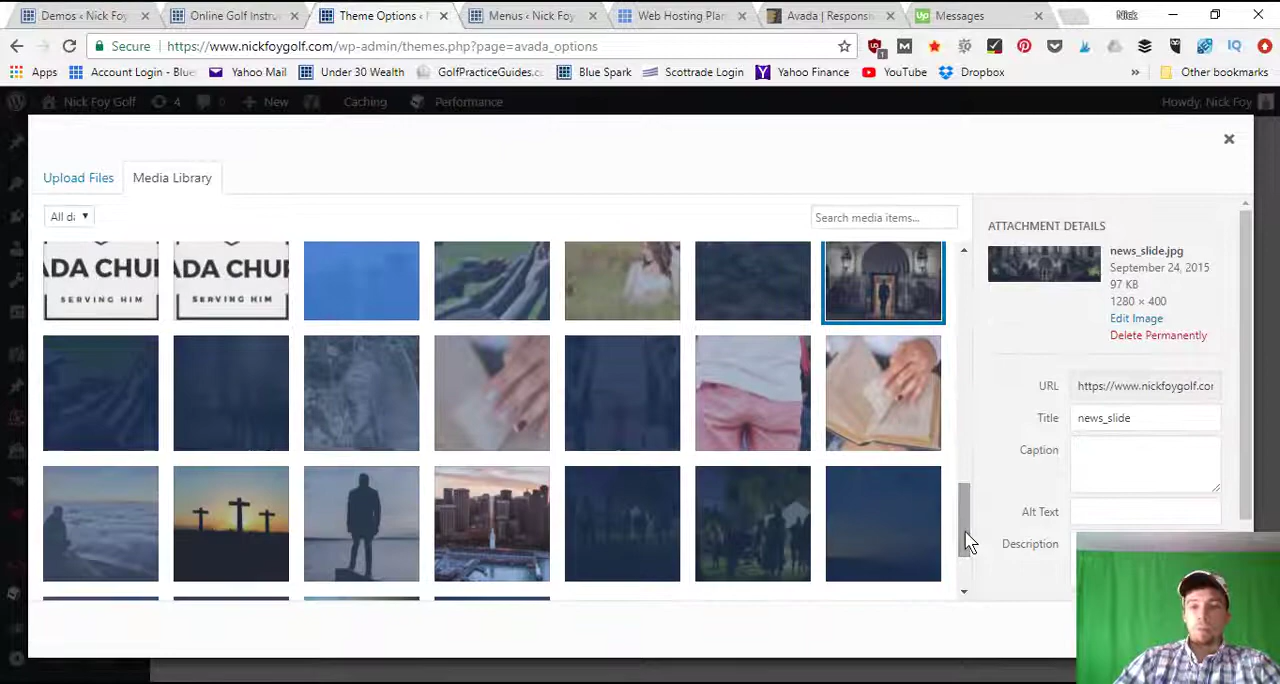 Demos ‹ Nick Foy
Online Golf Instru
Theme Options ‹ N
Menus ‹ Nick Foy
Web Hosting Plan
Avada | Respons
Messages
Nick
Secure
https://www.nickfoygolf.com/wp-admin/themes.php?page=avada_options
Apps
Account Login - Blue
Yahoo Mail
Under 30 Wealth
GolfPracticeGuides.c
Blue Spark
Scottrade Login
Yahoo Finance
YouTube
Dropbox
»
Other bookmarks
Nick Foy Golf
4
New
Caching
Performance
Howdy, Nick Foy
Upload Files
Media Library
All da
Search media items...
ADA CHU
SERVING HIM
ADA CHUR
SERVING HIM
ATTACHMENT DETAILS
news_slide.jpg
September 24, 2015
97 KB
1280 × 400
Edit Image
Delete Permanently
URL
https://www.nickfoygolf.cor
Title
news_slide
Caption
Alt Text
Description